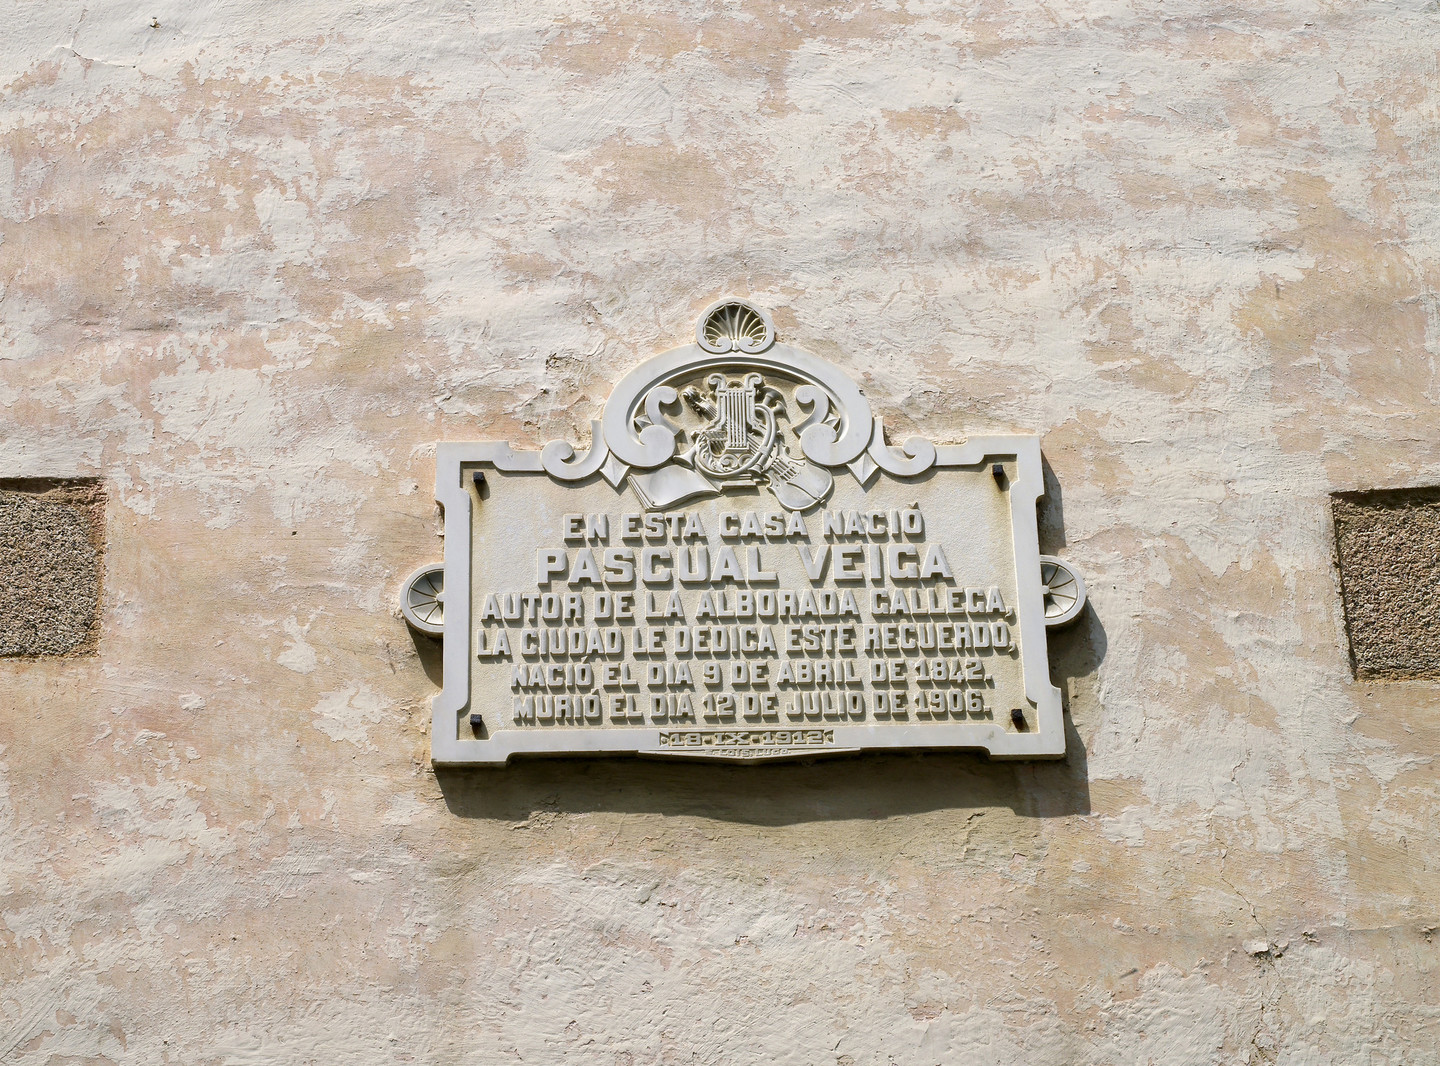 EN ESTA CASA NACIÓ
PASCUAL VEIGA
AUTOR DE LA ALBORADA GALLEGA,
LA CIUDAD LE DEDICA ESTE RECUERDO,
NACIÓ EL DIA 9 DE ABRIL DE 1842.
MURIÓ EL DIA 12 DE JULIO DE 1906.
18-IX-1912